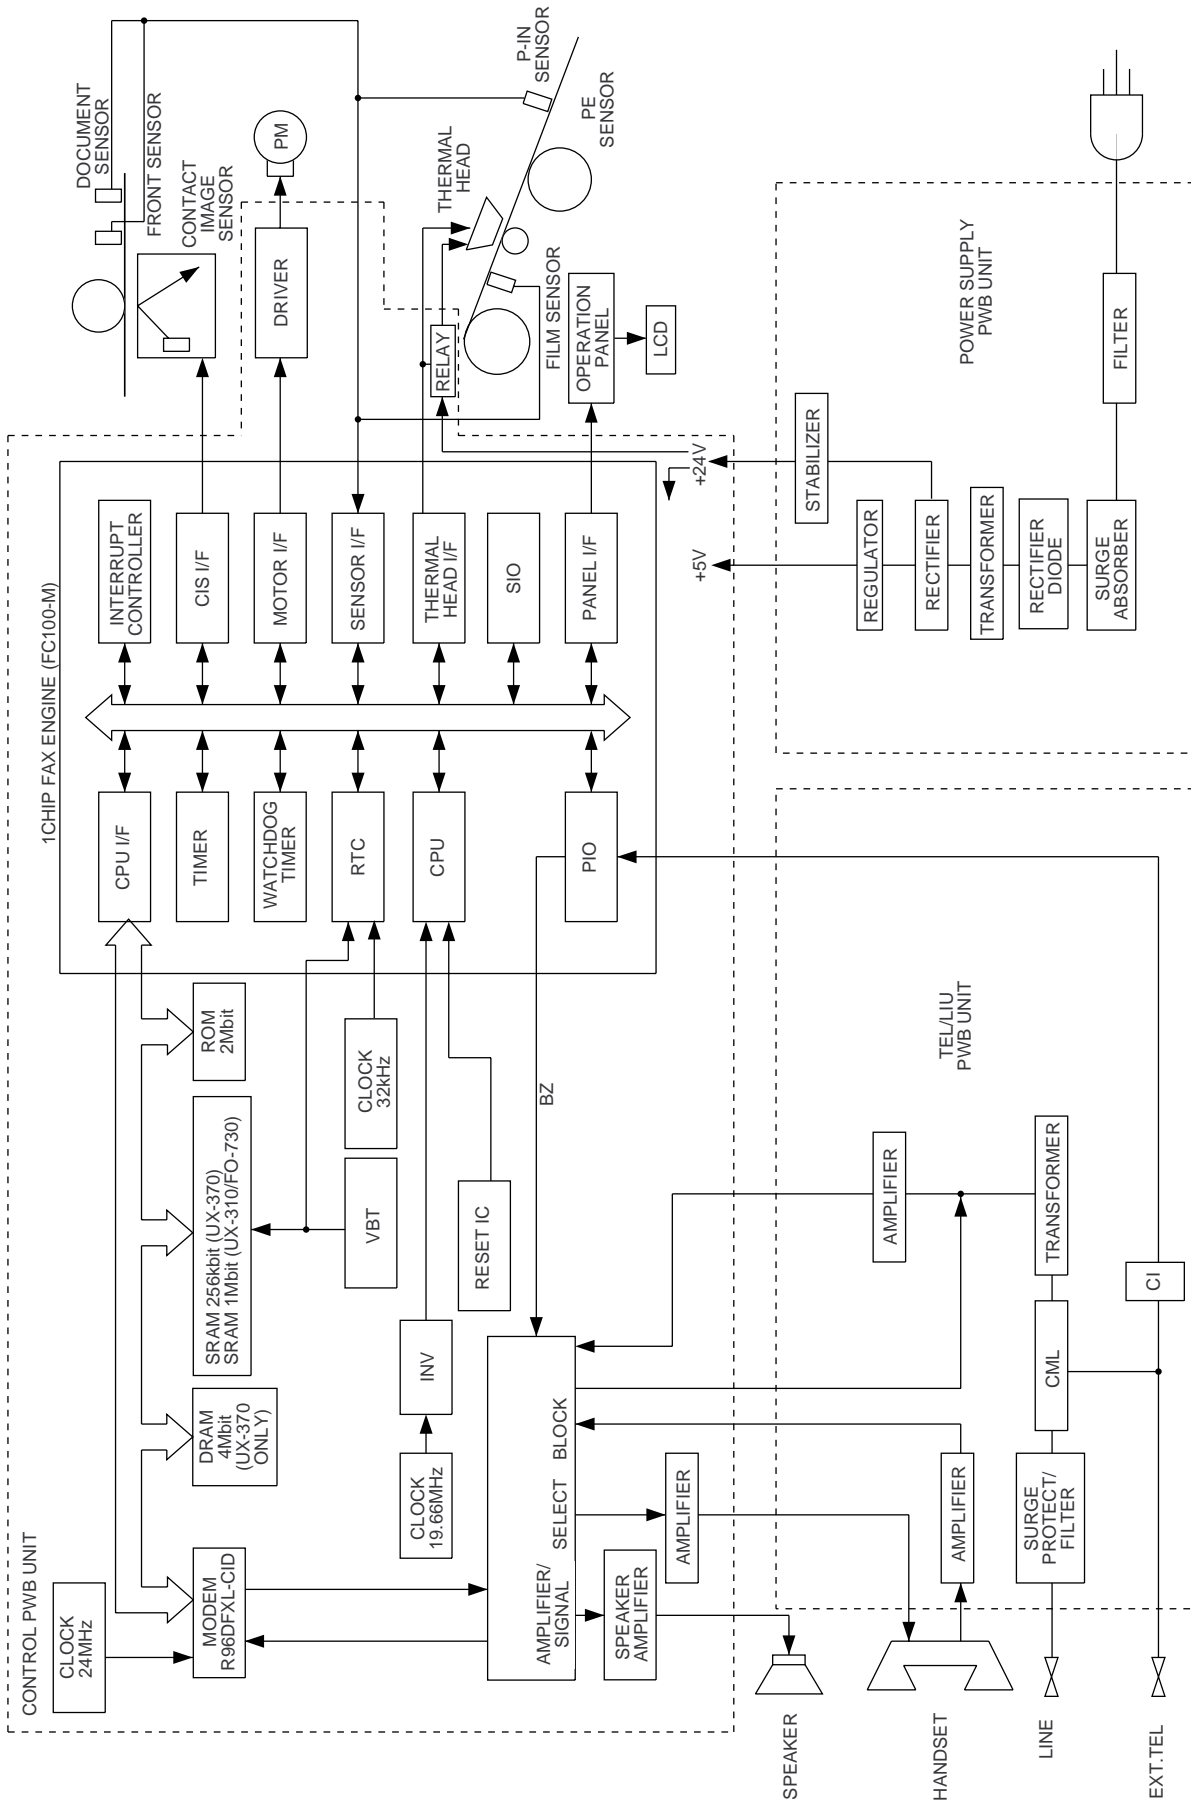 CONTROL PWB UNIT
CLOCK
24MHz
MODEM
R96DFXL-CID
DRAM
4Mbit
(UX-370
ONLY)
SRAM 256kbit (UX-370)
SRAM 1Mbit (UX-310/FO-730)
ROM
2Mbit
CLOCK
19.66MHz
INV
VBT
CLOCK
32kHz
RESET IC
AMPLIFIER/
SIGNAL
SELECT
BLOCK
BZ
SPEAKER
AMPLIFIER
AMPLIFIER
1CHIP FAX ENGINE (FC100-M)
CPU I/F
TIMER
WATCHDOG
TIMER
RTC
CPU
PIO
INTERRUPT
CONTROLLER
CIS I/F
MOTOR I/F
SENSOR I/F
THERMAL
HEAD I/F
SIO
PANEL I/F
DOCUMENT
SENSOR
FRONT SENSOR
CONTACT
IMAGE
SENSOR
DRIVER
PM
RELAY
THERMAL
HEAD
P-IN
SENSOR
PE
SENSOR
FILM SENSOR
OPERATION
PANEL
LCD
+24V
+5V
SPEAKER
HANDSET
LINE
EXT.TEL
TEL/LIU
PWB UNIT
AMPLIFIER
AMPLIFIER
SURGE
PROTECT/
FILTER
CML
TRANSFORMER
CI
POWER SUPPLY
PWB UNIT
STABILIZER
REGULATOR
RECTIFIER
TRANSFORMER
RECTIFIER
DIODE
SURGE
ABSORBER
FILTER